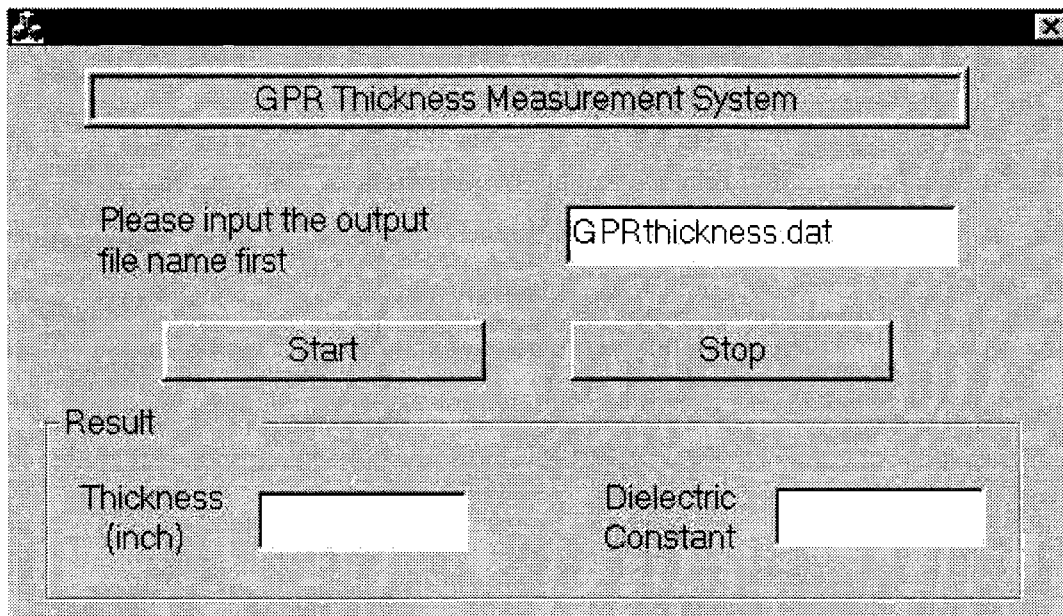 GPR Thickness Measurement System
Please input the output
file name first
GPRthickness.dat
Start
Stop
Result
Thickness
(inch)
Dielectric
Constant